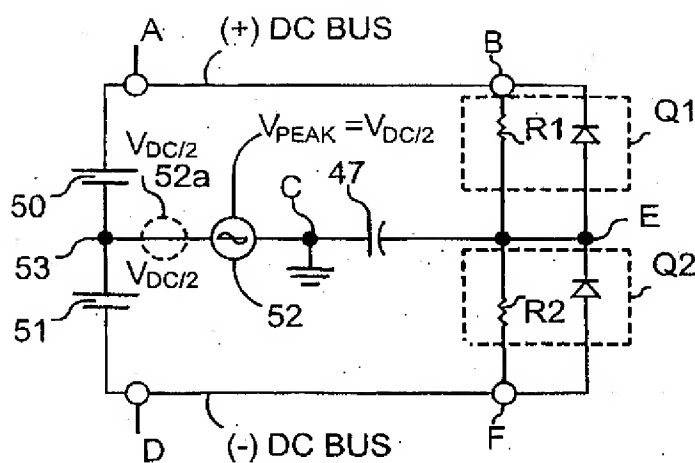 A
(+) DC BUS
B
Q1
R1
VDC/2
VPEAK =VDC/2
52a
47
50
C
E
53
VDC/2
Q2
51
52
R2
D
(-) DC BUS
F